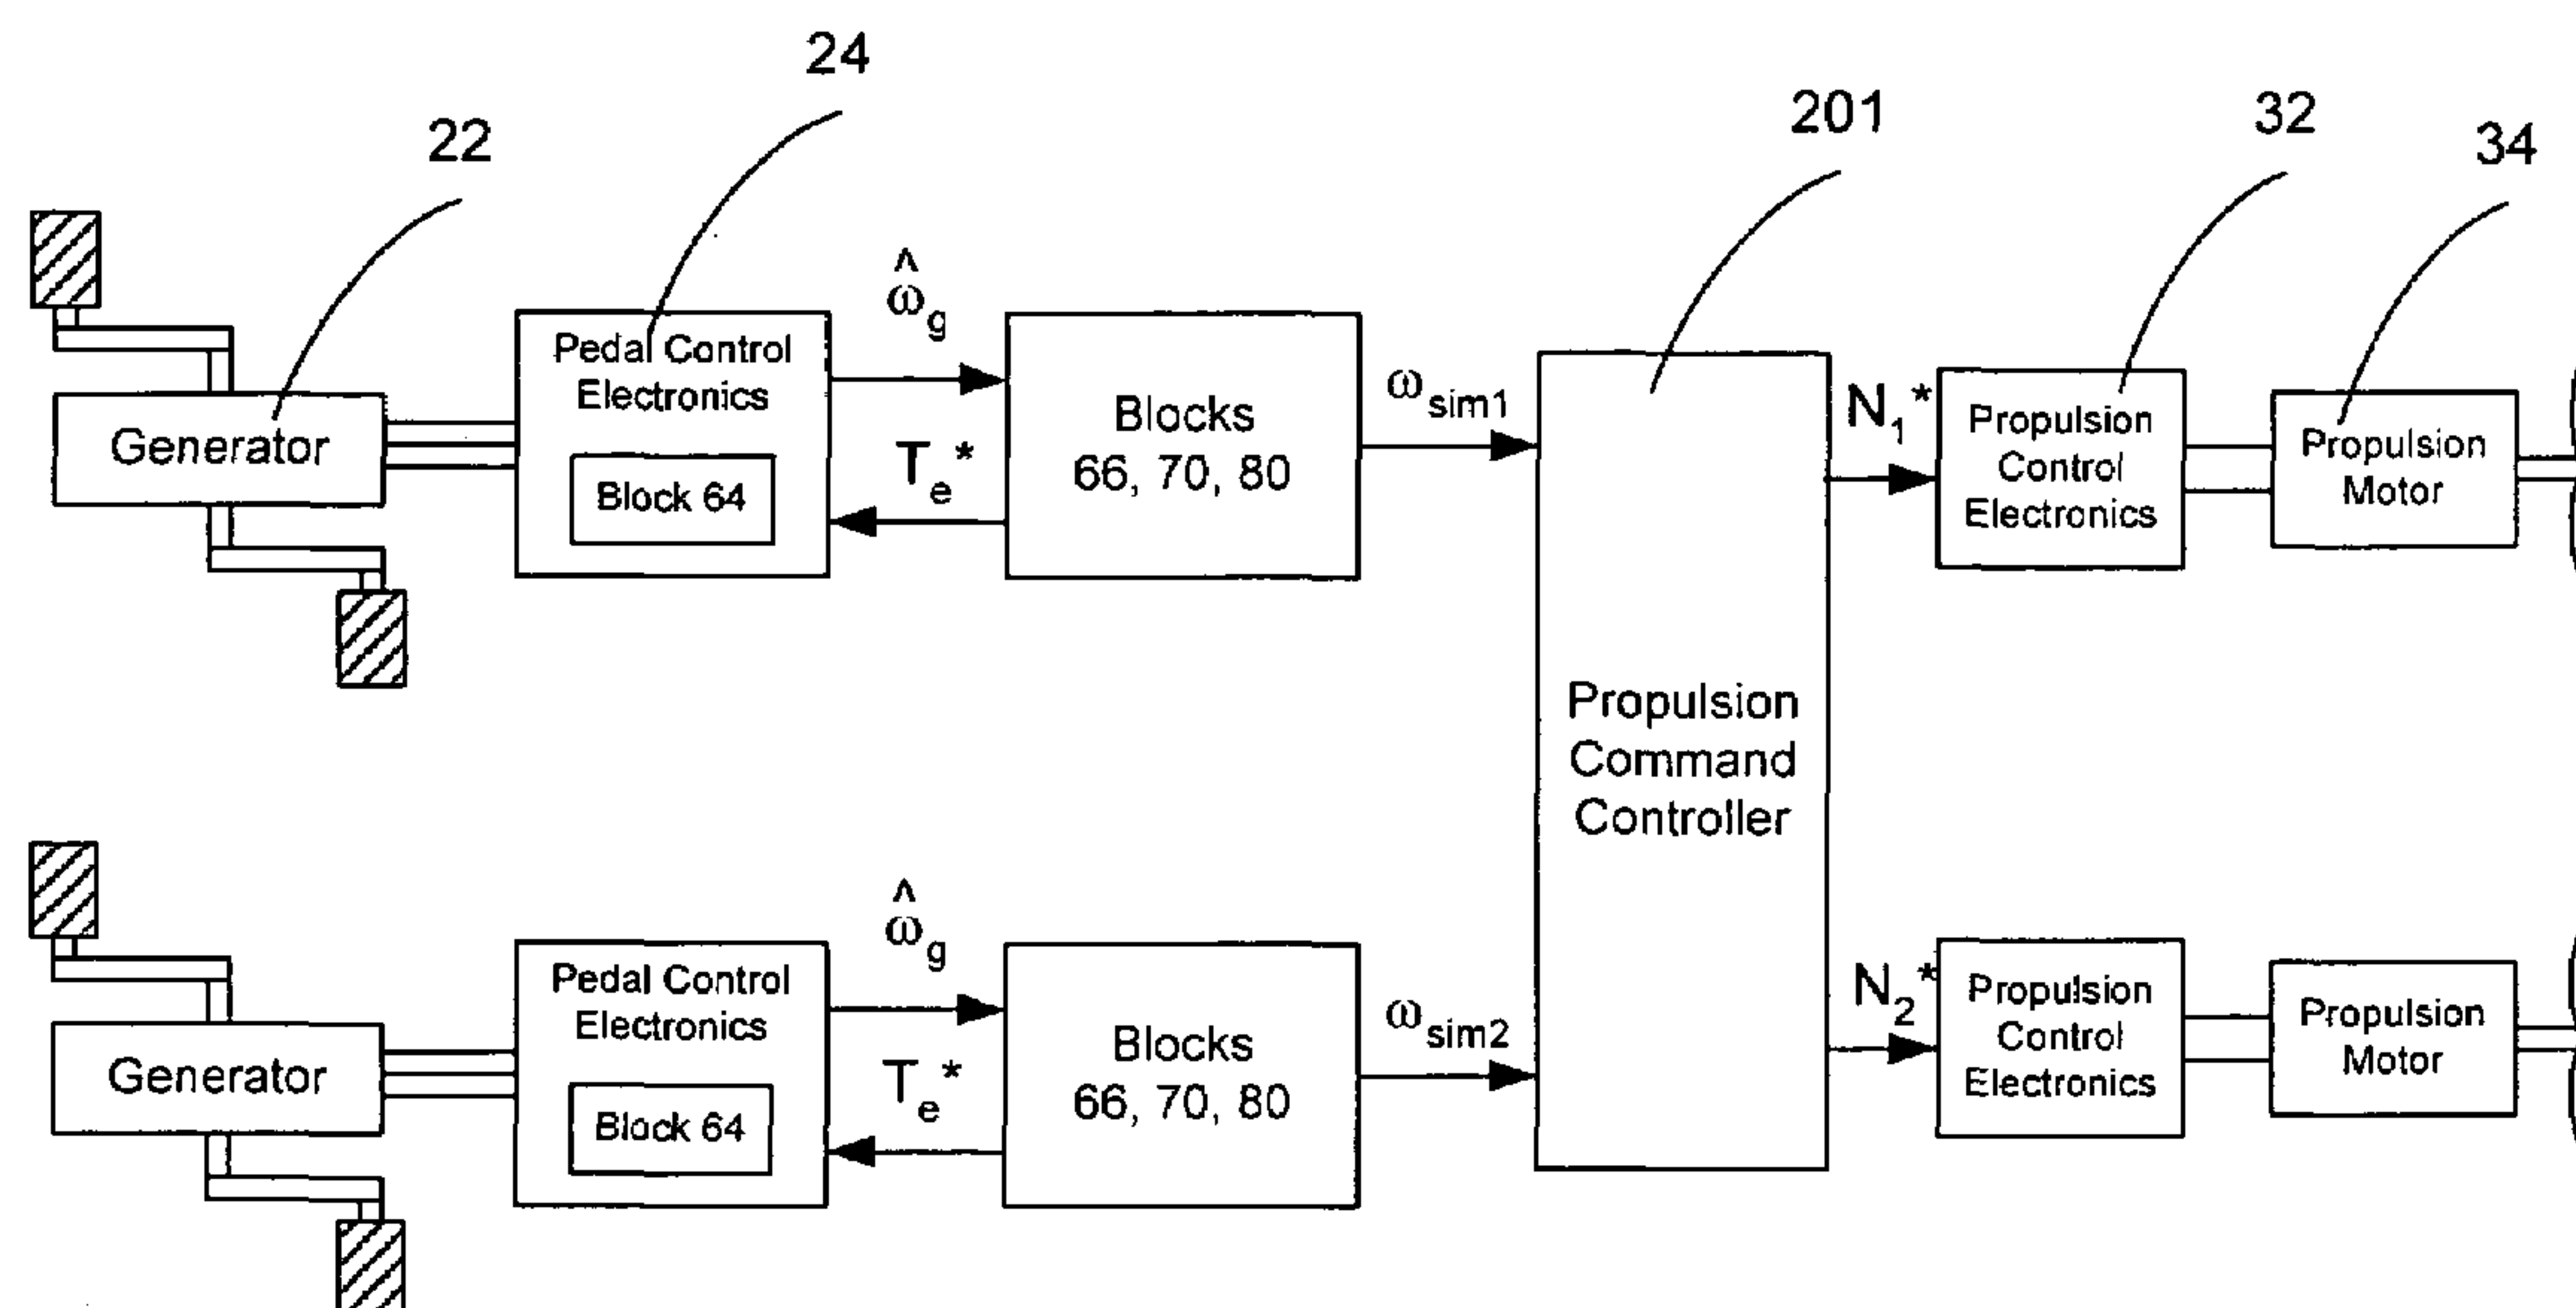 24
22
201
32
34
Generator
Pedal Control
Electronics
Block 64
ω̂g
Te*
Blocks
66, 70, 80
ωsim1
N1*
Propulsion
Control
Electronics
Propulsion
Motor
Propulsion
Command
Controller
Generator
Pedal Control
Electronics
Block 64
ω̂g
Te*
Blocks
66, 70, 80
ωsim2
N2*
Propulsion
Control
Electronics
Propulsion
Motor